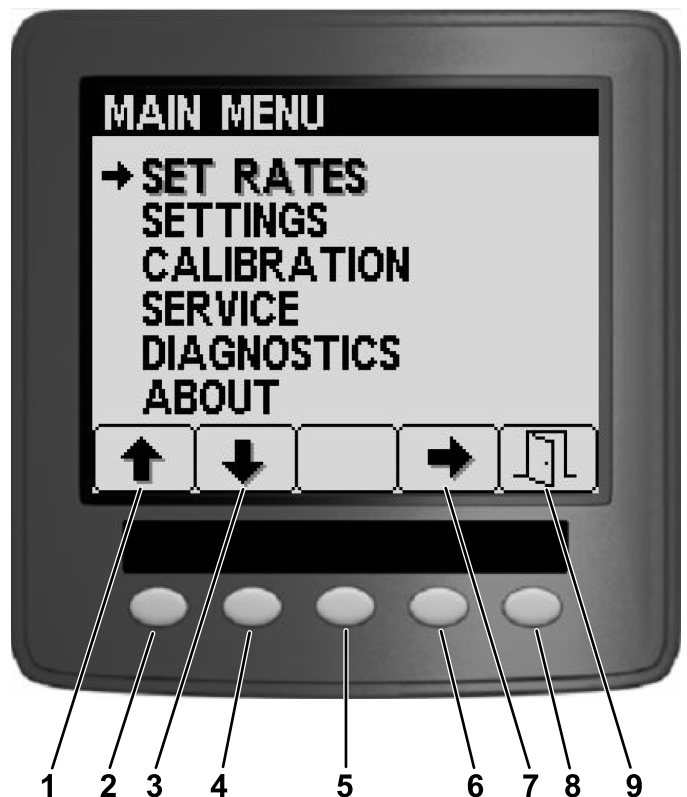 MAIN MENU
SET RATES
SETTINGS
CALIBRATION
SERVICE
DIAGNOSTICS
ABOUT
1 2 3 4 5 6 7 8 9